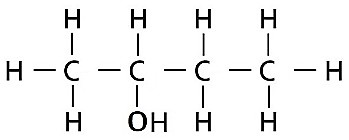 H H H H
H — C — C — C — C — H
H OH H H